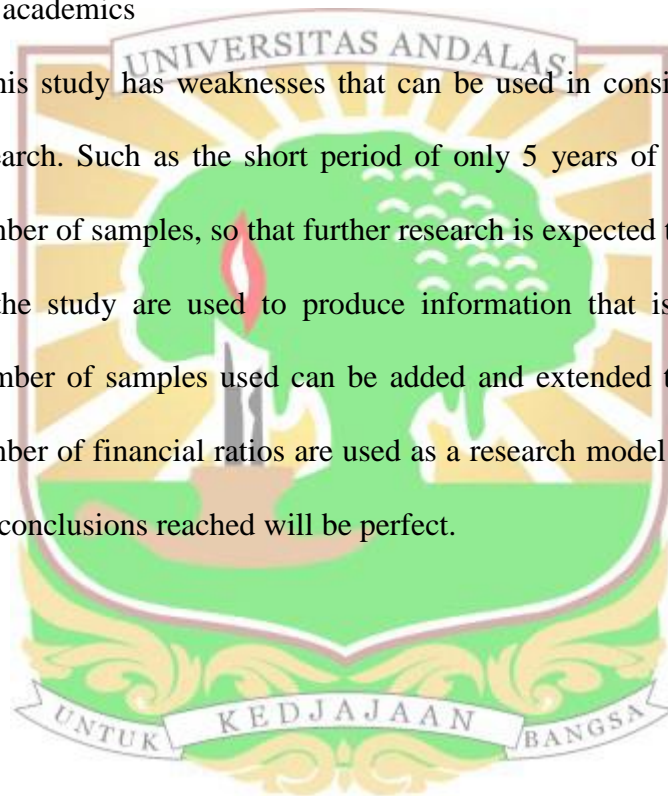 academics
UNIVERSITAS ANDALAS
his study has weaknesses that can be used in consi
earch. Such as the short period of only 5 years of
ber of samples, so that further research is expected t
the study are used to produce information that is
mber of samples used can be added and extended t
ber of financial ratios are used as a research model
conclusions reached will be perfect.
UNTUK KEDJAJAAN BANGSA